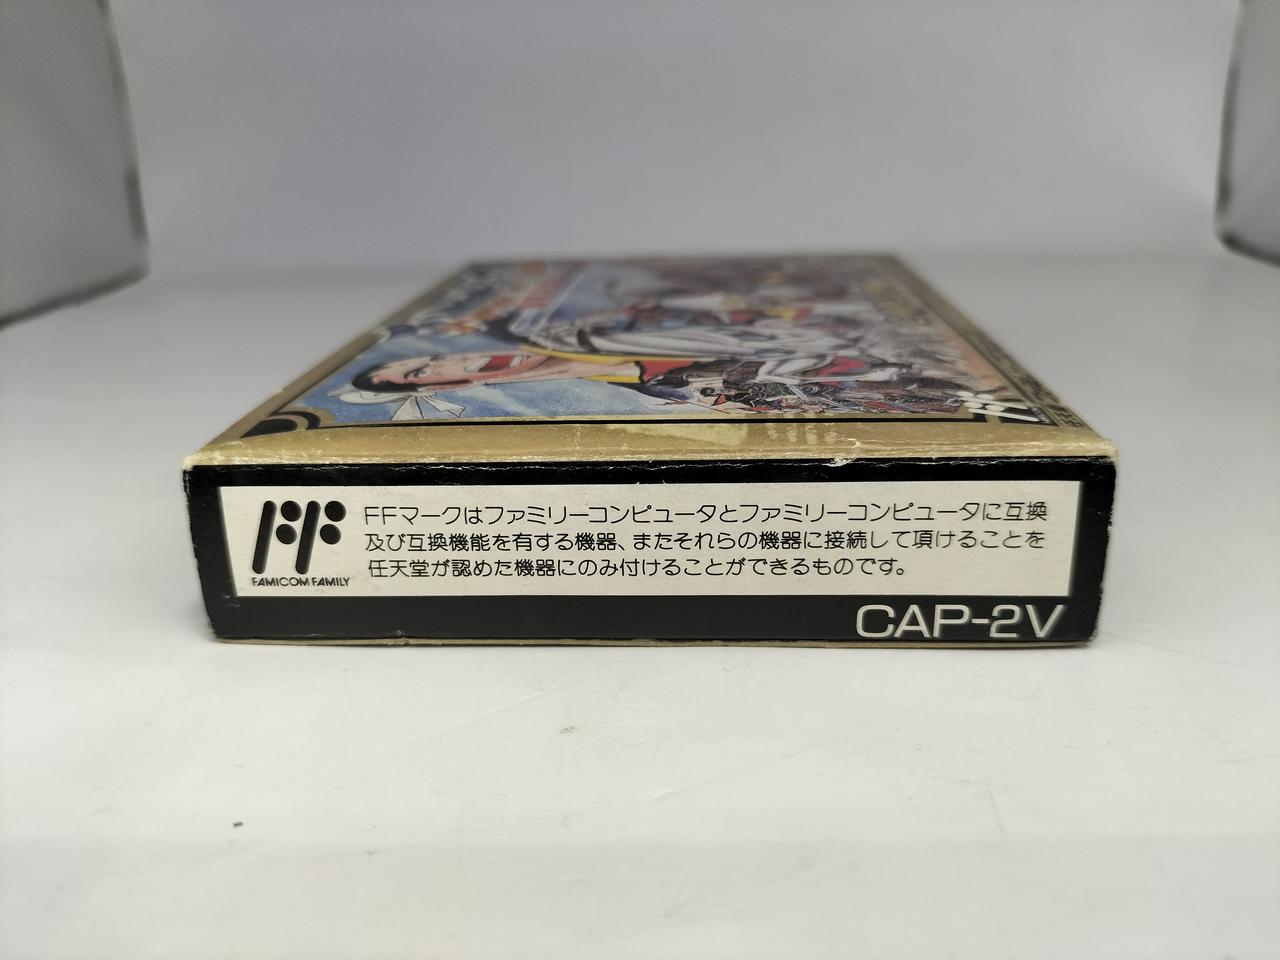 FFマークはファミリーコンピュータとファミリーコンピュータに互換
及び互換機能を有する機器、またそれらの機器に接続して頂けることを
任天堂が認めた機器にのみ付けることができるものです。
FAMICOM FAMILY
CAP-2V